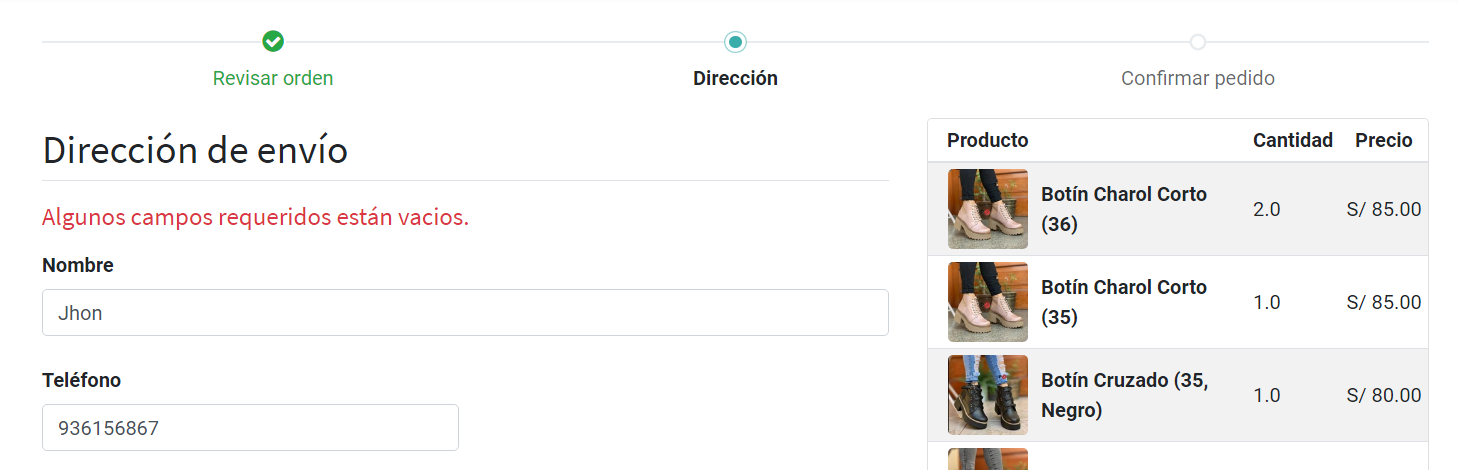 Revisar orden
Dirección
Confirmar pedido
Dirección de envío
Algunos campos requeridos están vacios.
Nombre
Jhon
Teléfono
936156867
Producto Cantidad Precio
Botín Charol Corto
(36)
2.0 S/ 85.00
Botín Charol Corto
(35)
1.0 S/ 85.00
Botín Cruzado (35,
Negro)
1.0 S/ 80.00